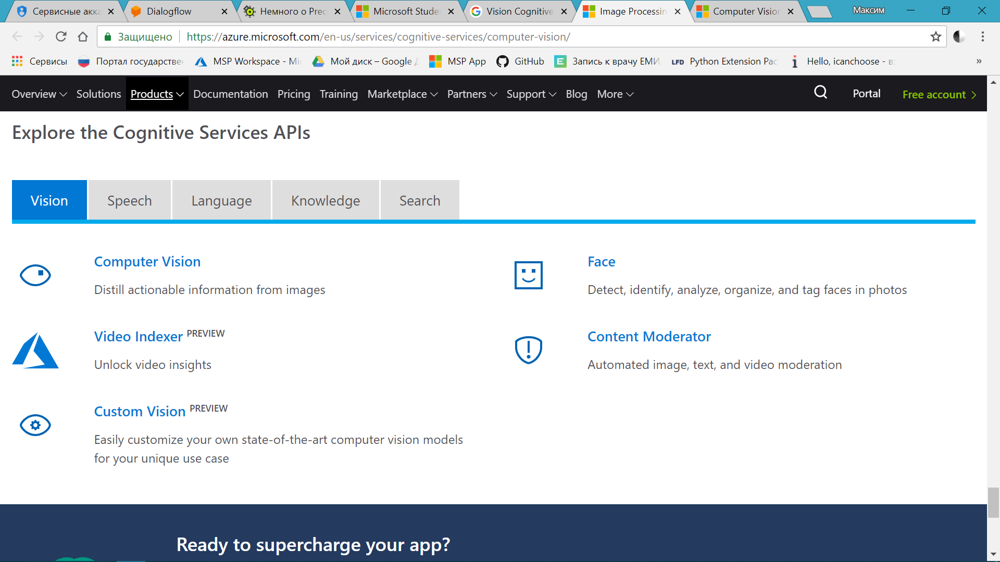 Сервисные акка
Dialogflow
Немного о Prec
Microsoft Stude
Vision Cognitive
Image Processin
Computer Vision
Максим
Защищено
https://azure.microsoft.com/en-us/services/cognitive-services/computer-vision/
Сервисы
Портал государствен
MSP Workspace - Mi
Мой диск – Google Д
MSP App
GitHub
Запись к врачу ЕМИ
LFD Python Extension Pac
Hello, icanchoose - вз
»
Overview
Solutions
Products
Documentation
Pricing
Training
Marketplace
Partners
Support
Blog
More
Portal
Free account
Explore the Cognitive Services APIs
Vision
Speech
Language
Knowledge
Search
Computer Vision
Distill actionable information from images
Face
Detect, identify, analyze, organize, and tag faces in photos
Video Indexer PREVIEW
Unlock video insights
Content Moderator
Automated image, text, and video moderation
Custom Vision PREVIEW
Easily customize your own state-of-the-art computer vision models
for your unique use case
Ready to supercharge your app?